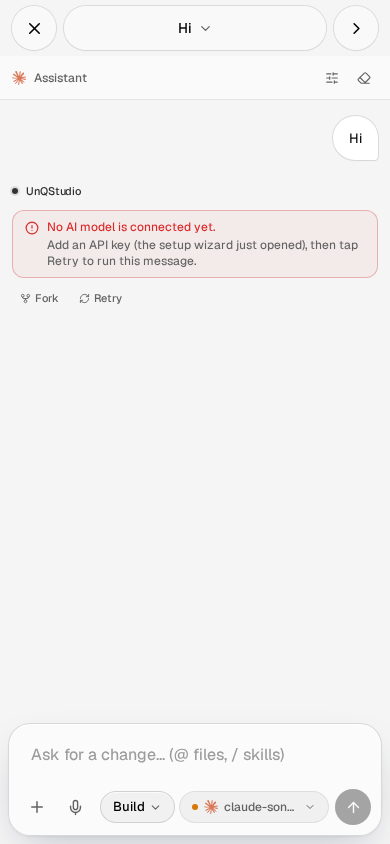 Hi
Assistant
Hi
UnQStudio
No AI model is connected yet.
Add an API key (the setup wizard just opened), then tap
Retry to run this message.
Fork Retry
Ask for a change... (@ files, / skills)
Build claude-son...